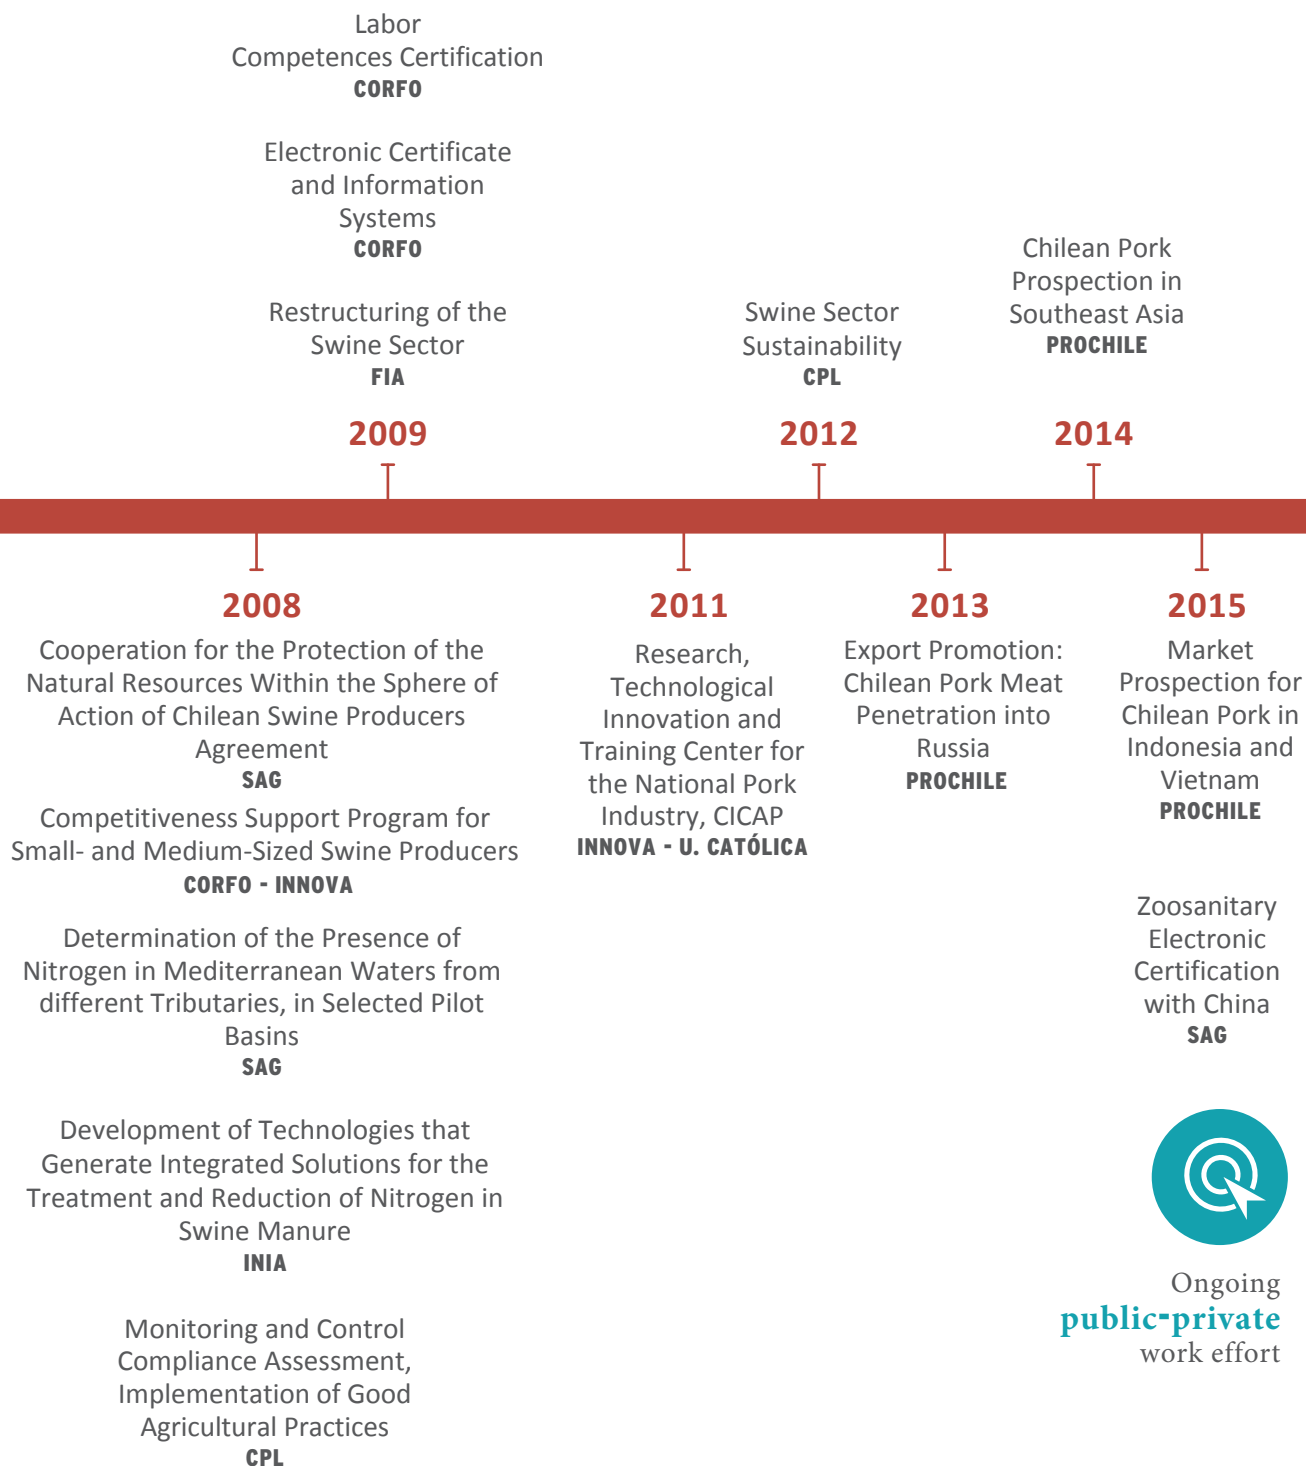 Labor
Competences Certification
CORFO
Electronic Certificate
and Information
Systems
CORFO
Restructuring of the
Swine Sector
FIA
2009
Swine Sector
Sustainability
CPL
2012
Chilean Pork
Prospection in
Southeast Asia
PROCHILE
2014
2008
Cooperation for the Protection of the
Natural Resources Within the Sphere of
Action of Chilean Swine Producers
Agreement
SAG
Competitiveness Support Program for
Small- and Medium-Sized Swine Producers
CORFO - INNOVA
Determination of the Presence of
Nitrogen in Mediterranean Waters from
different Tributaries, in Selected Pilot
Basins
SAG
Development of Technologies that
Generate Integrated Solutions for the
Treatment and Reduction of Nitrogen in
Swine Manure
INIA
Monitoring and Control
Compliance Assessment,
Implementation of Good
Agricultural Practices
CPL
2011
Research,
Technological
Innovation and
Training Center for
the National Pork
Industry, CICAP
INNOVA - U. CATÓLICA
2013
Export Promotion:
Chilean Pork Meat
Penetration into
Russia
PROCHILE
2015
Market
Prospection for
Chilean Pork in
Indonesia and
Vietnam
PROCHILE
Zoosanitary
Electronic
Certification
with China
SAG
Ongoing
public-private
work effort